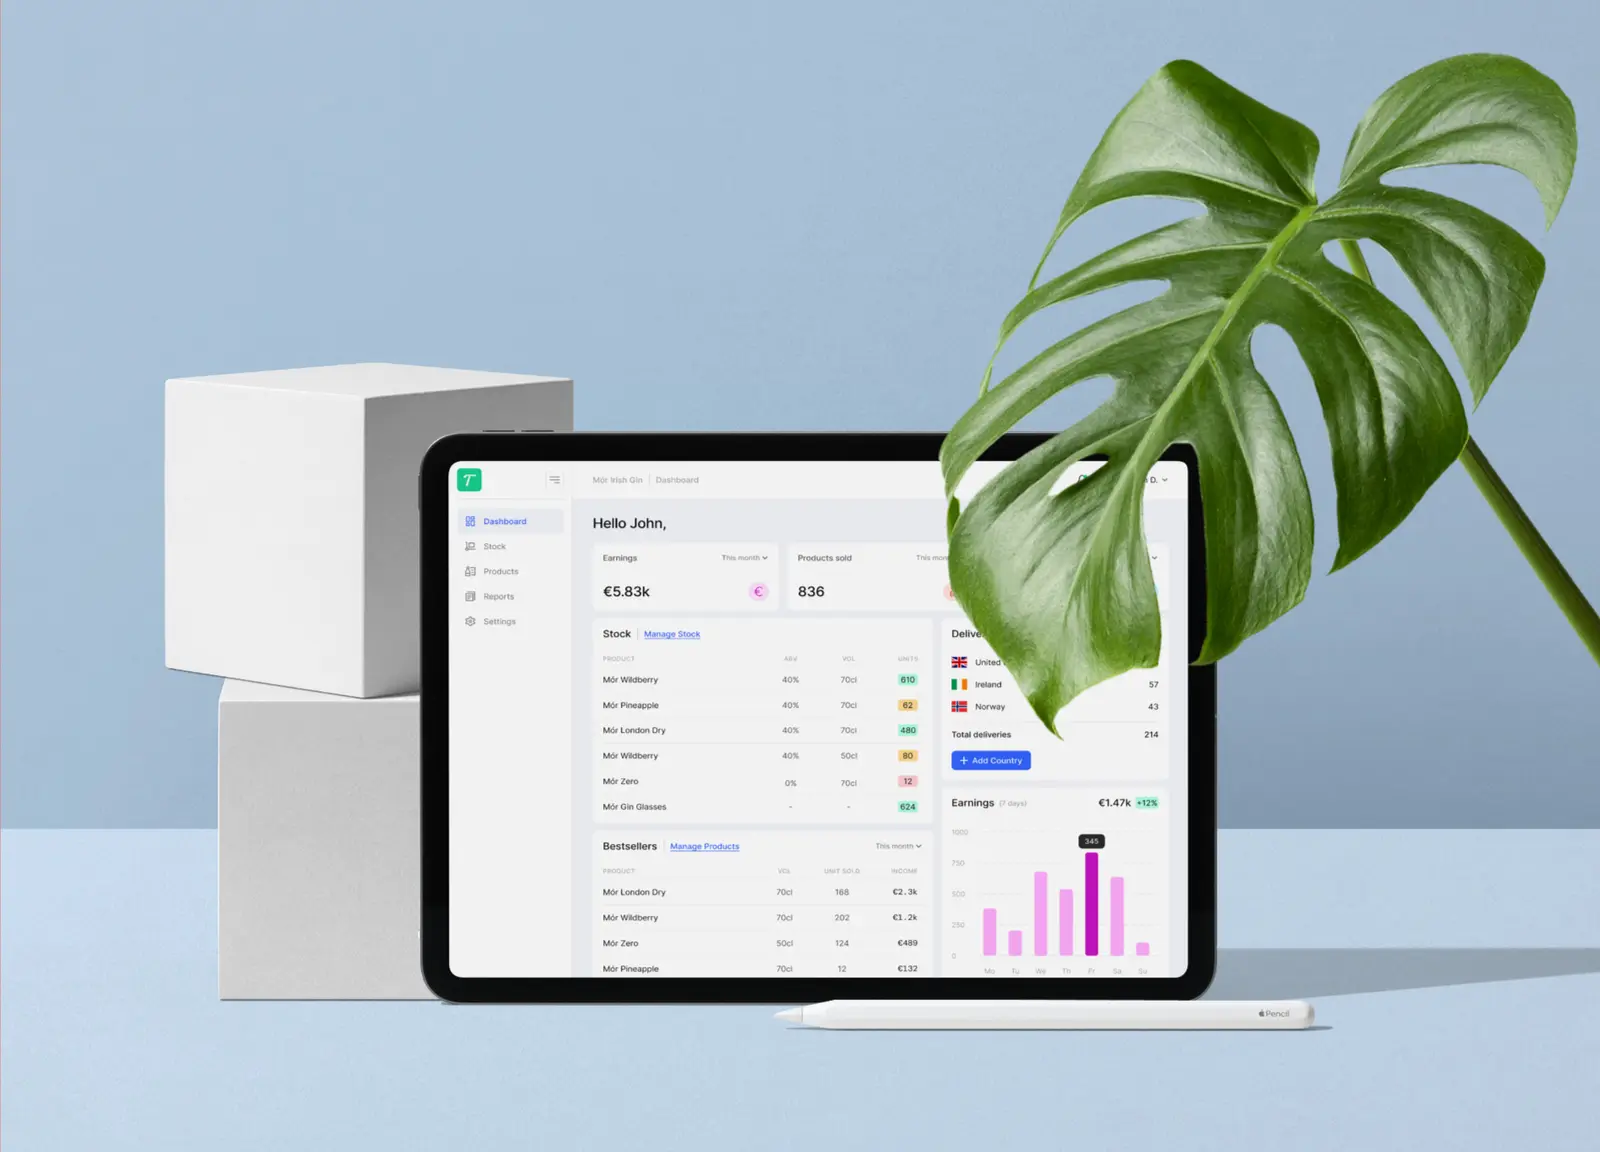 T
Mór Irish Gin | Dashboard
D.
Dashboard
Stock
Products
Reports
Settings
Hello John,
Earnings This month
€5.83k €
Products sold This mon
836
Stock | Manage Stock
PRODUCT ABV VOL UNITS
Mór Wildberry 40% 70cl 610
Mór Pineapple 40% 70cl 62
Mór London Dry 40% 70cl 480
Mór Wildberry 40% 50cl 80
Mór Zero 0% 70cl 12
Mór Gin Glasses - - 624
Bestsellers | Manage Products This month
PRODUCT VOL UNIT SOLD INCOME
Mór London Dry 70cl 168 €2.3k
Mór Wildberry 70cl 202 €1.2k
Mór Zero 50cl 124 €489
Mór Pineapple 70cl 12 €132
Delive
United
Ireland 57
Norway 43
Total deliveries 214
+ Add Country
Earnings (7 days) €1.47k +12%
1000
750
500
250
0
345
Mo Tu We Th Fr Sa Su
Pencil